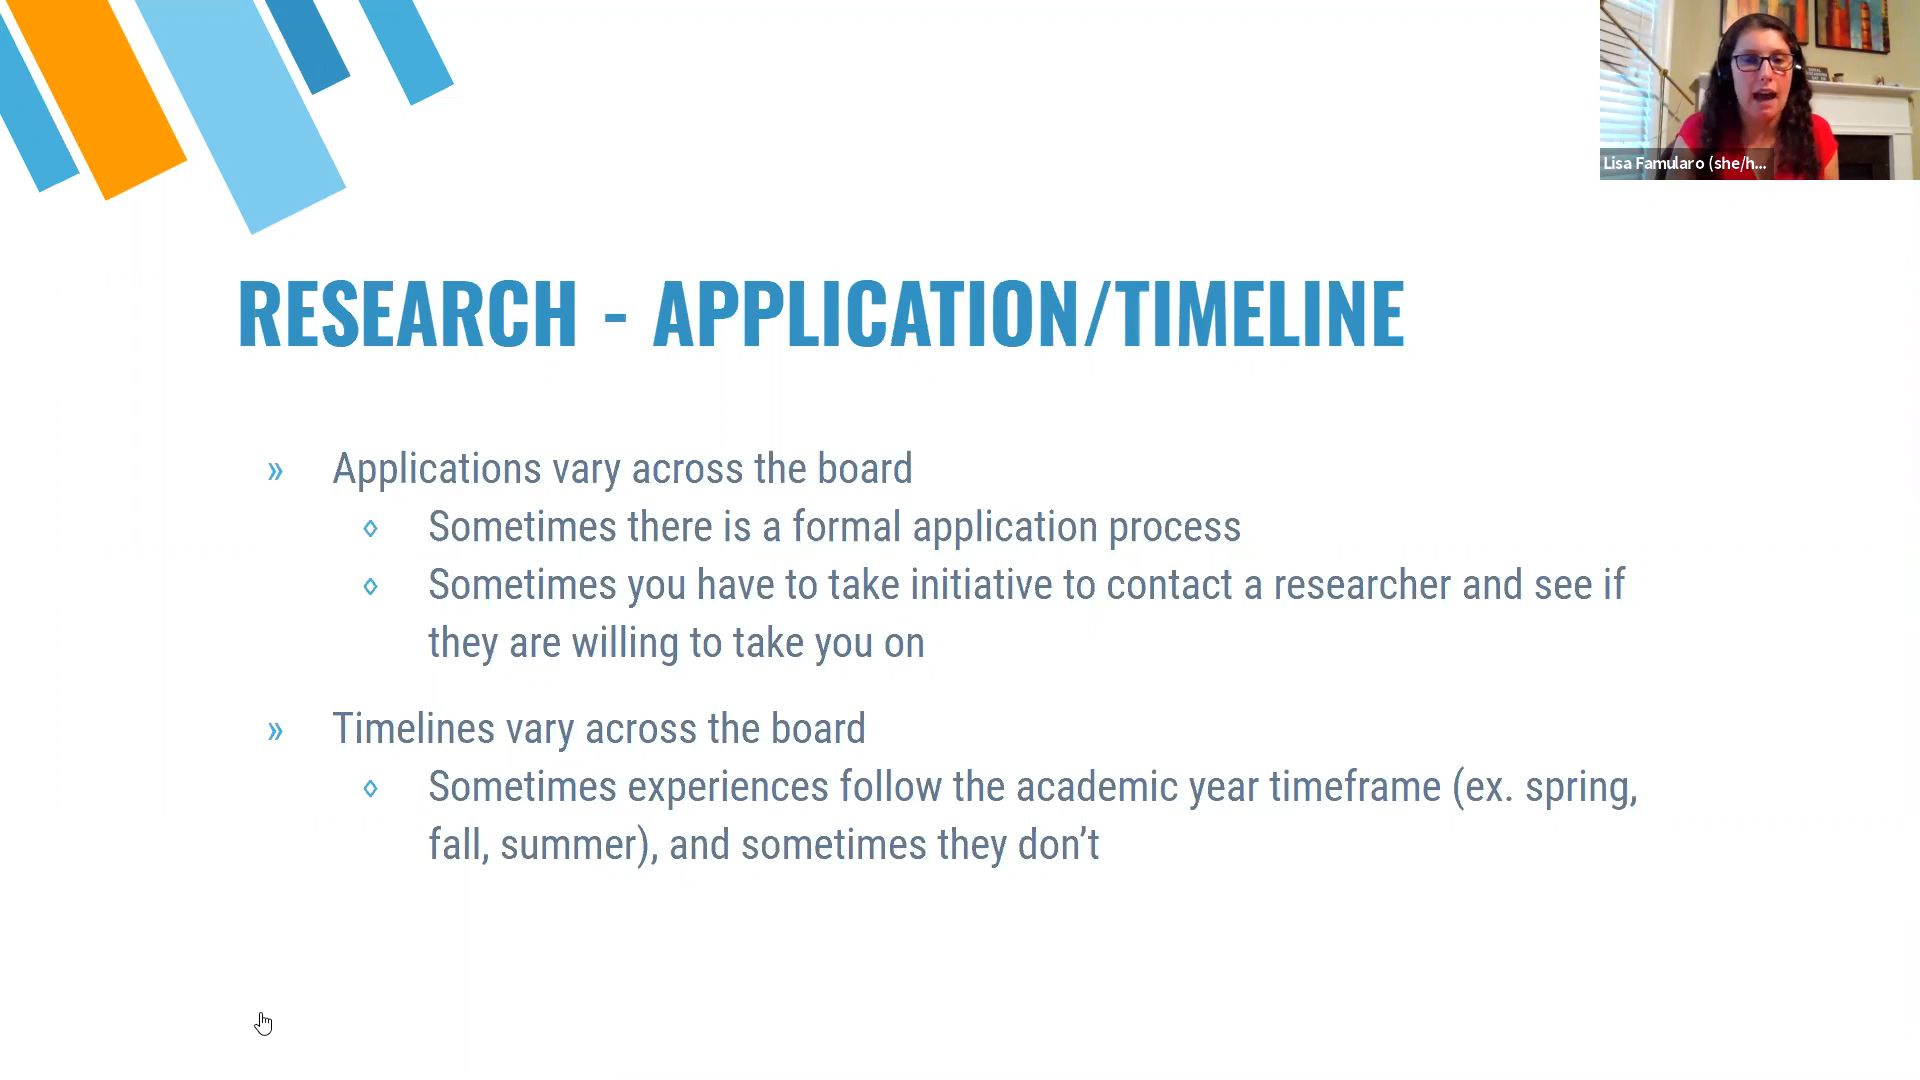 Lisa Famularo (she/h...
RESEARCH - APPLICATION/TIMELINE
» Applications vary across the board
◊ Sometimes there is a formal application process
◊ Sometimes you have to take initiative to contact a researcher and see if
they are willing to take you on
» Timelines vary across the board
◊ Sometimes experiences follow the academic year timeframe (ex. spring,
fall, summer), and sometimes they don’t